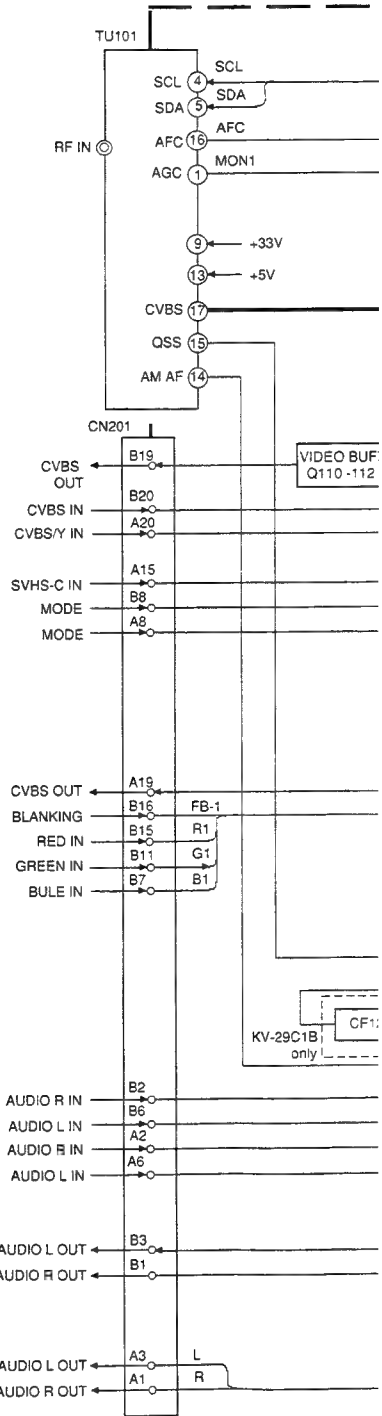 TU101
SCL 4 SCL
SDA 5 SDA
RF IN
AFC 16 AFC
AGC 1 MON1
9 +33V
13 +5V
CVBS 17
QSS 15
AM AF 14
CN201
CVBS OUT B19
VIDEO BUF
Q110 -112
CVBS IN B20
CVBS/Y IN A20
SVHS-C IN A15
MODE B8
MODE A8
CVBS OUT A19
BLANKING B16 FB-1
RED IN B15 R1
GREEN IN B11 G1
BULE IN B7 B1
CF12
KV-29C1B
only
AUDIO R IN B2
AUDIO L IN B6
AUDIO R IN A2
AUDIO L IN A6
AUDIO L OUT B3
AUDIO R OUT B1
AUDIO L OUT A3 L
AUDIO R OUT A1 R